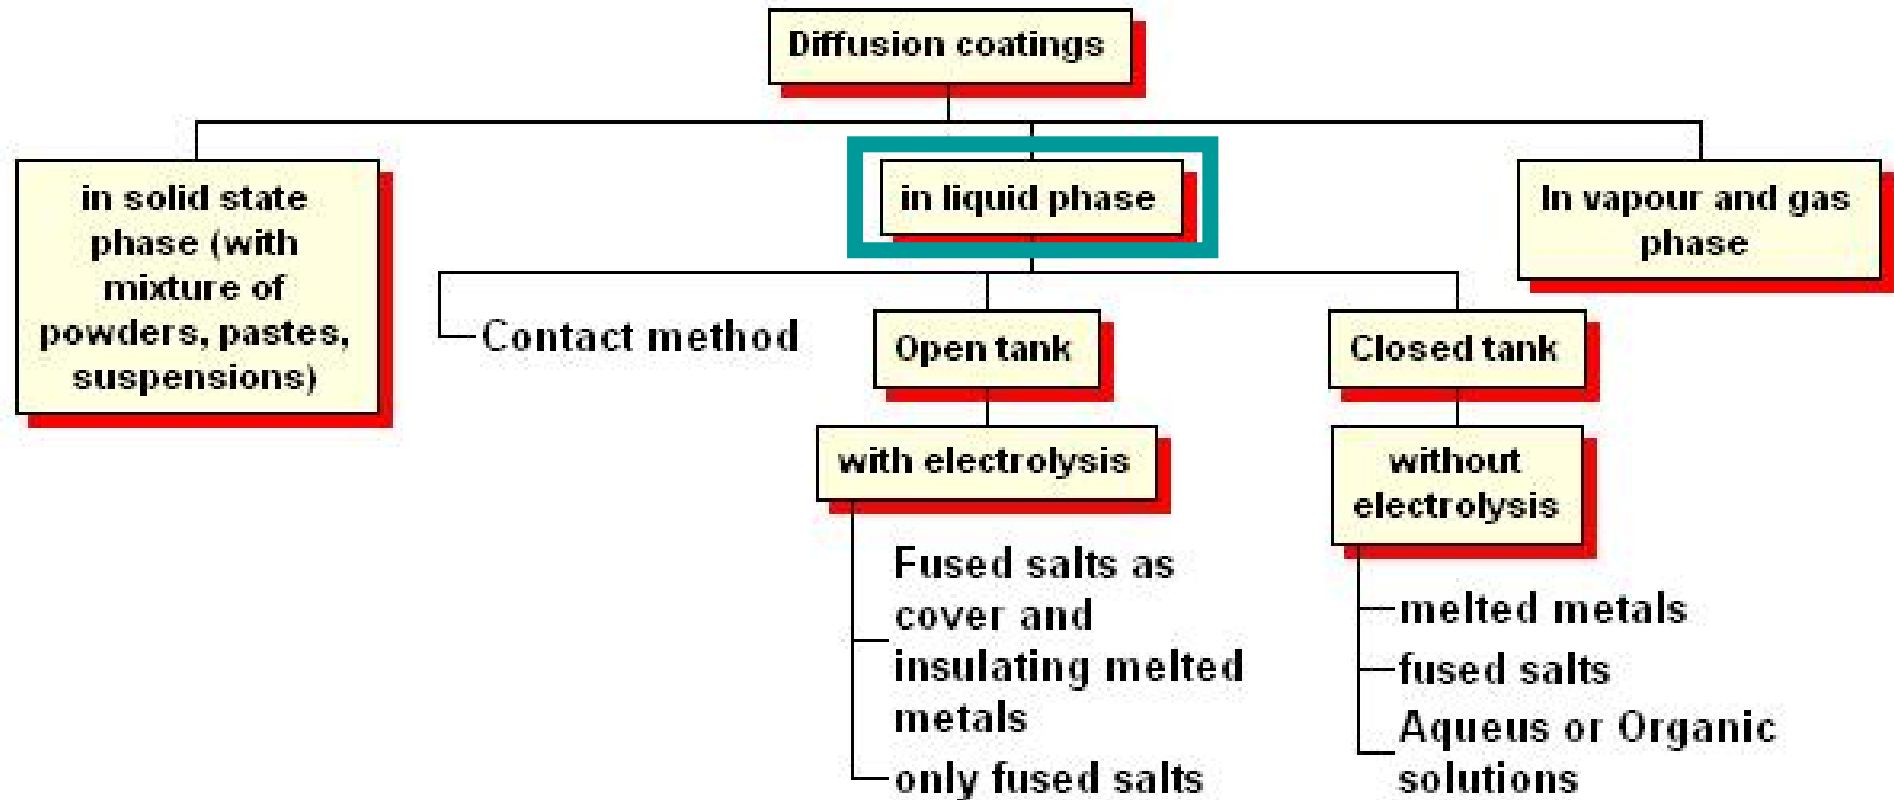 Diffusion coatings
in solid state
phase (with
mixture of
powders, pastes,
suspensions)
in liquid phase
In vapour and gas
phase
Contact method
Open tank
Closed tank
with electrolysis
without
electrolysis
Fused salts as
cover and
insulating melted
metals
only fused salts
melted metals
fused salts
Aqueus or Organic
solutions